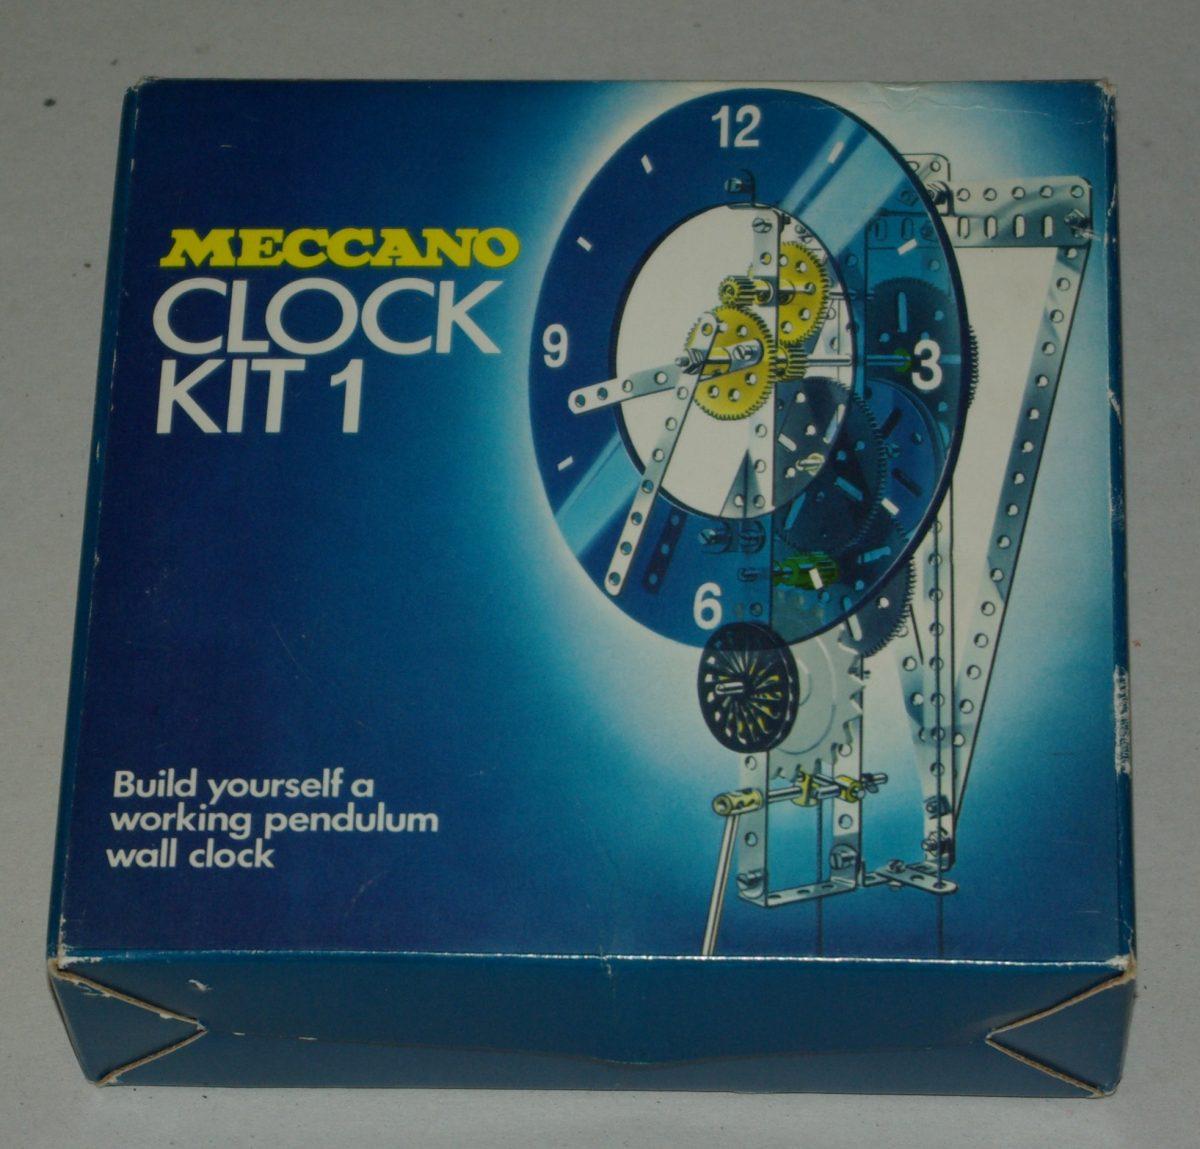 MECCANO
CLOCK
KIT 1
12
9
3
6
Build yourself a
working pendulum
wall clock